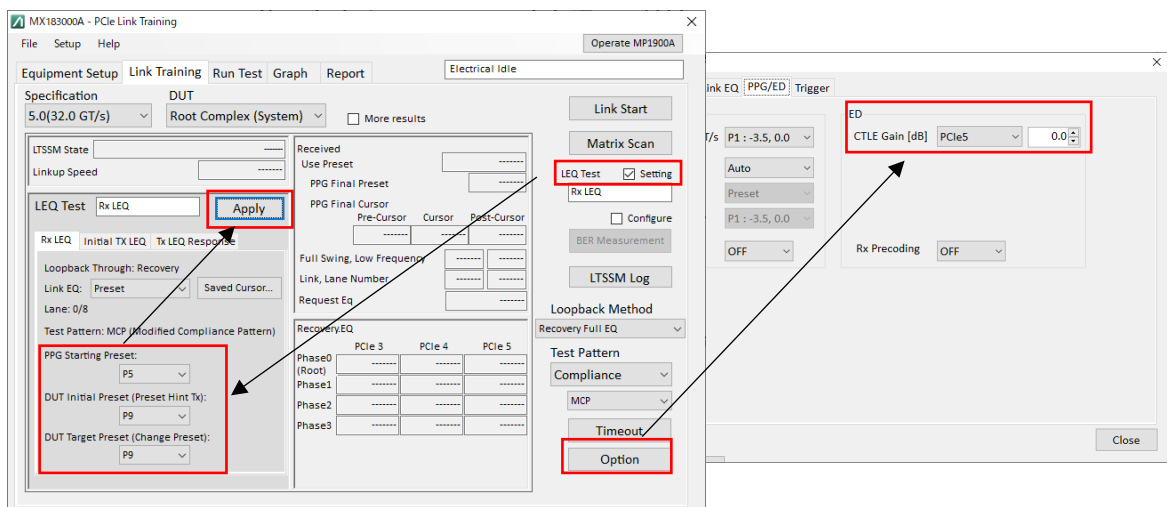 MX183000A - PCIe Link Training
File Setup Help
Operate MP1900A
Equipment Setup Link Training Run Test Graph Report
Electrical Idle
Specification DUT
5.0(32.0 GT/s) Root Complex (System) More results
LTSSM State -----
Linkup Speed -------
LEQ Test Rx LEQ Apply
Rx LEQ Initial TX LEQ Tx LEQ Response
Loopback Through: Recovery
Link EQ: Preset Saved Cursor...
Lane: 0/8
Test Pattern: MCP (Modified Compliance Pattern)
PPG Starting Preset:
P5
DUT Initial Preset (Preset Hint Tx):
P9
DUT Target Preset (Change Preset):
P9
Received
Use Preset -------
PPG Final Preset -------
PPG Final Cursor
Pre-Cursor Cursor Post-Cursor
------- ------- -------
Full Swing, Low Frequency ------- -------
Link, Lane Number ------- -------
Request Eq -------
Recovery.EQ
PCIe 3 PCIe 4 PCIe 5
Phase0 ------- ------- -------
(Root)
Phase1 ------- ------- -------
Phase2 ------- ------- -------
Phase3 ------- ------- -------
Link Start
Matrix Scan
LEQ Test Setting
Rx LEQ
Configure
BER Measurement
LTSSM Log
Loopback Method
Recovery Full EQ
Test Pattern
Compliance
MCP
Timeout
Option
ink EQ PPG/ED Trigger
T/s P1 : -3.5, 0.0
Auto
Preset
P1 : -3.5, 0.0
OFF
ED
CTLE Gain [dB] PCIe5 0.0
Rx Precoding OFF
Close